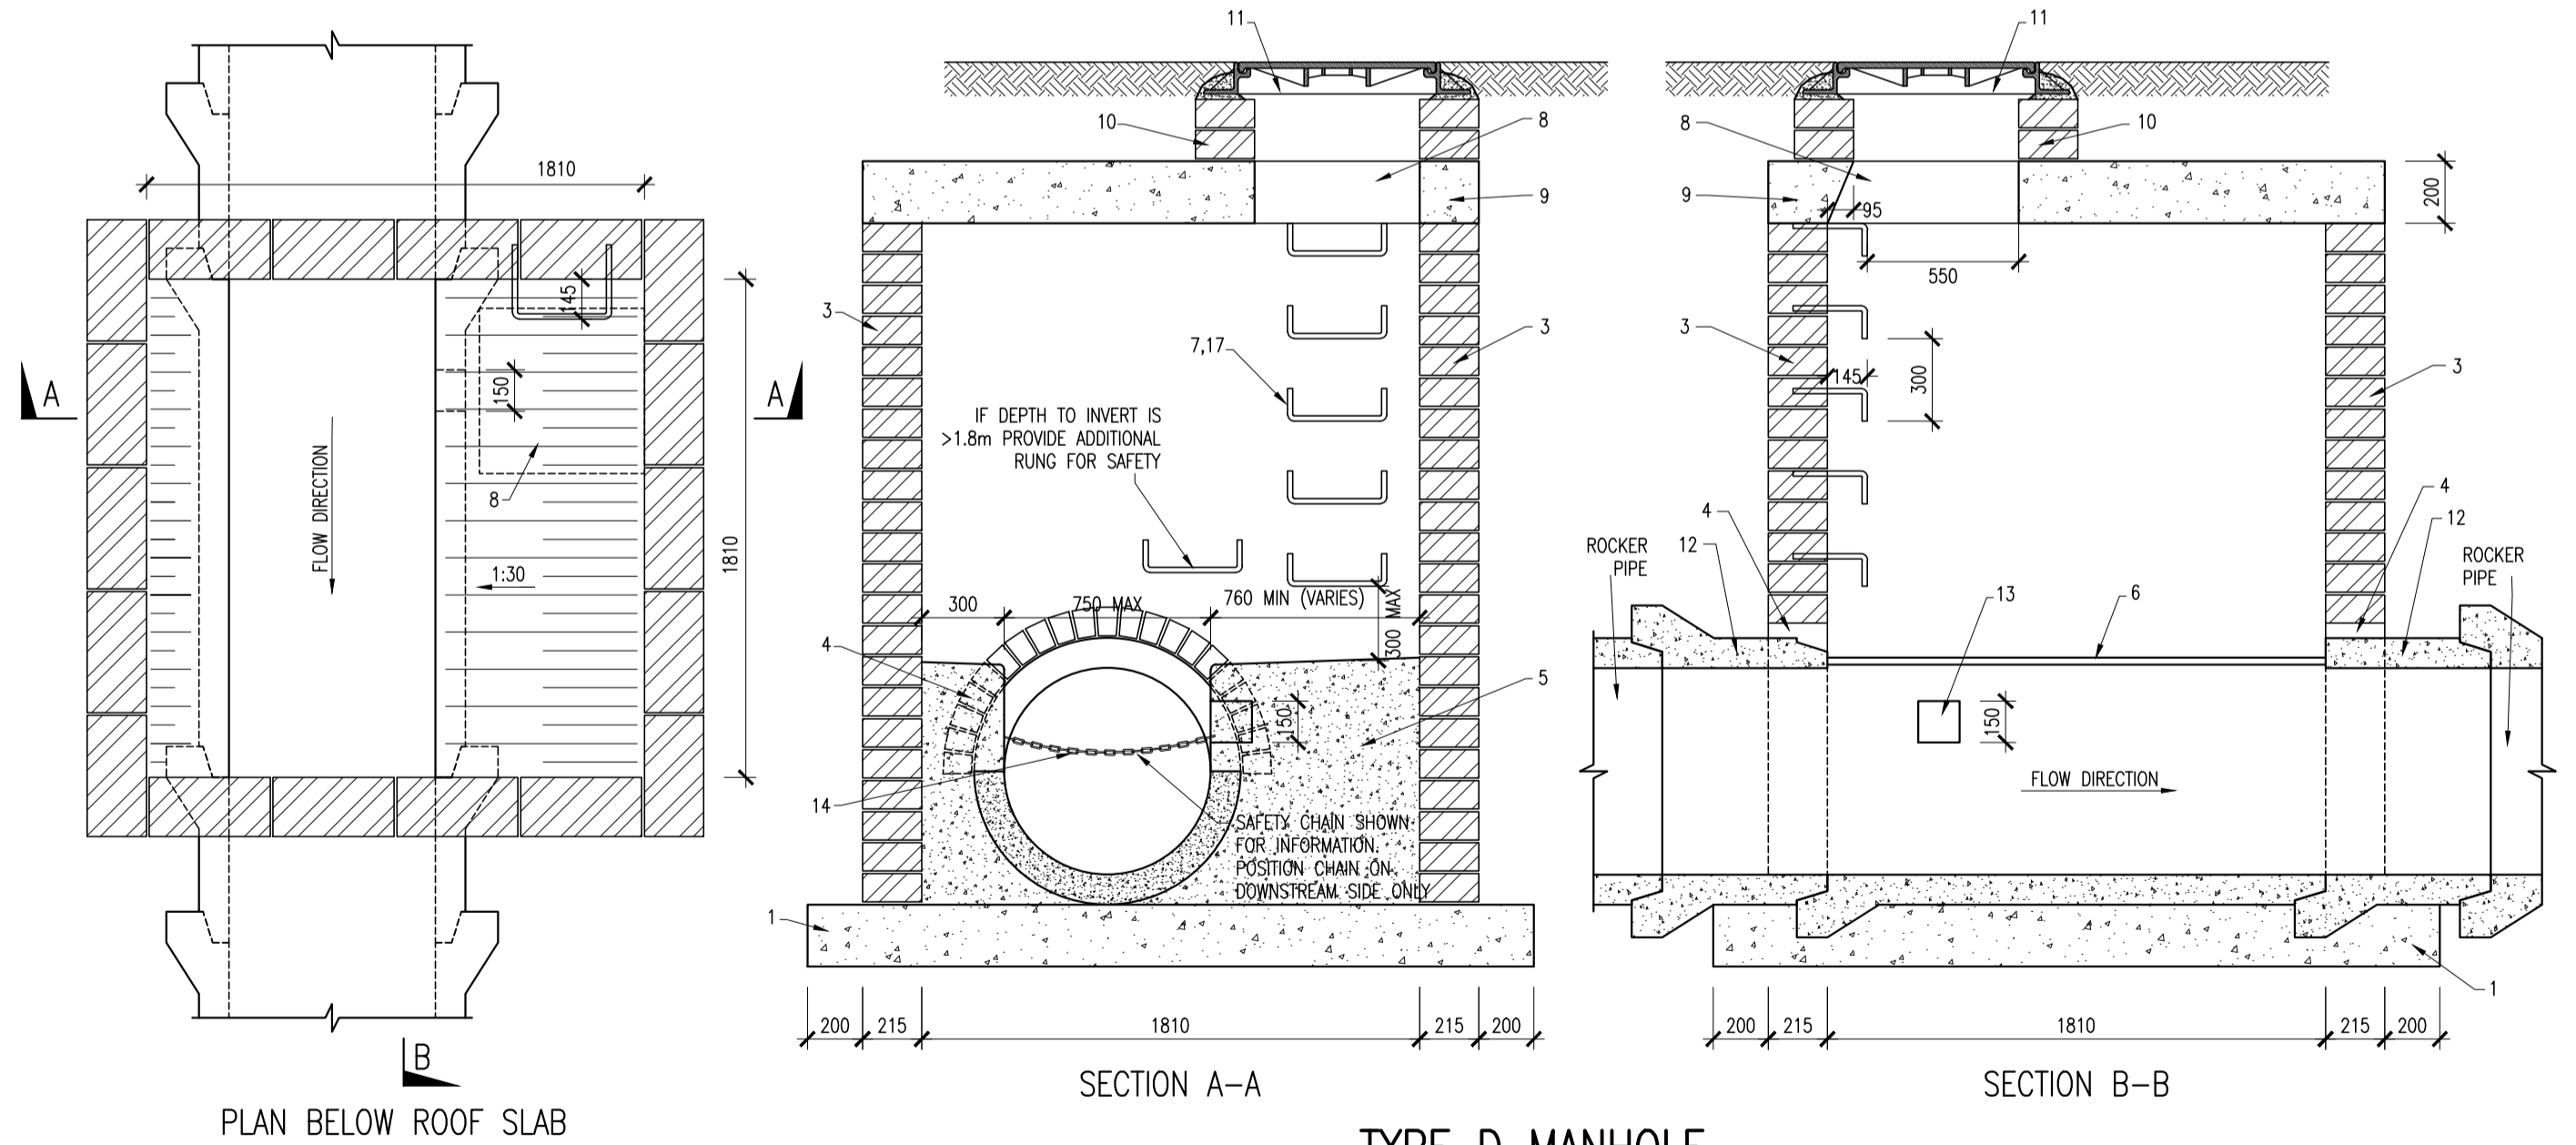 1810
A
A
145
150
FLOW DIRECTION
8
1:30
1810
B
PLAN BELOW ROOF SLAB
11
10
8
9
3
3
7,17
IF DEPTH TO INVERT IS
>1.8m PROVIDE ADDITIONAL
RUNG FOR SAFETY
300
750 MAX
760 MIN (VARIES)
300 MAX
4
5
150
14
SAFETY CHAIN SHOWN
FOR INFORMATION.
POSITION CHAIN ON
DOWNSTREAM SIDE ONLY
1
200
215
1810
215
200
SECTION A-A
11
8
10
9
95
200
550
3
145
300
3
4
4
12
12
ROCKER
PIPE
ROCKER
PIPE
6
13
150
FLOW DIRECTION
1
200
215
1810
215
200
SECTION B-B
TYPE D MANHOLE